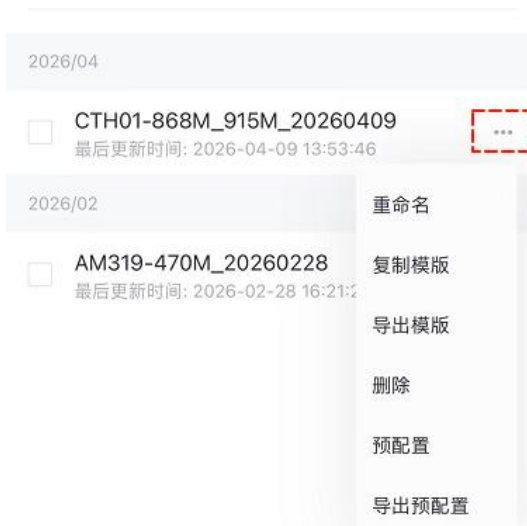 2026/04
CTH01-868M_915M_20260409
最后更新时间: 2026-04-09 13:53:46
2026/02
重命名
AM319-470M_20260228
复制模版
最后更新时间: 2026-02-28 16:21:2
导出模版
删除
预配置
导出预配置